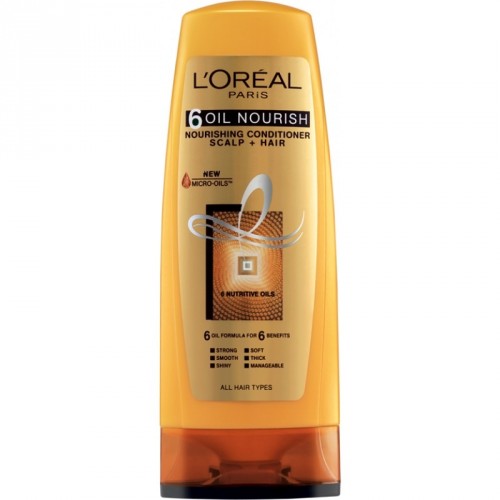 L'ORÉAL
PARIS
6 OIL NOURISH
NOURISHING CONDITIONER
SCALP + HAIR
NEW
MICRO-OILS™
6 NUTRITIVE OILS
6 OIL FORMULA FOR 6 BENEFITS
STRONG SOFT
SMOOTH THICK
SHINY MANAGEABLE
ALL HAIR TYPES